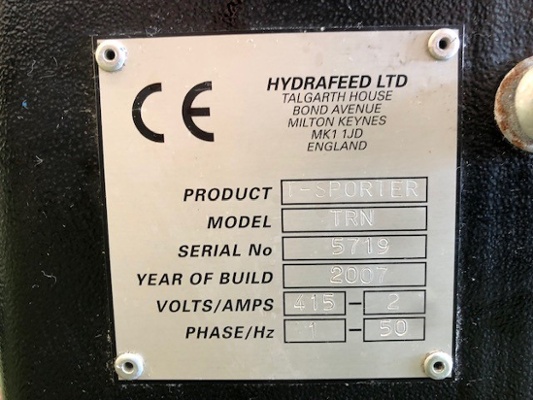 CE
HYDRAFEED LTD
TALGARTH HOUSE
BOND AVENUE
MILTON KEYNES
MK1 1JD
ENGLAND
PRODUCT T-SPORTER
MODEL TRN
SERIAL No 5719
YEAR OF BUILD 2007
VOLTS/AMPS 415 - 2
PHASE/Hz 1 - 50